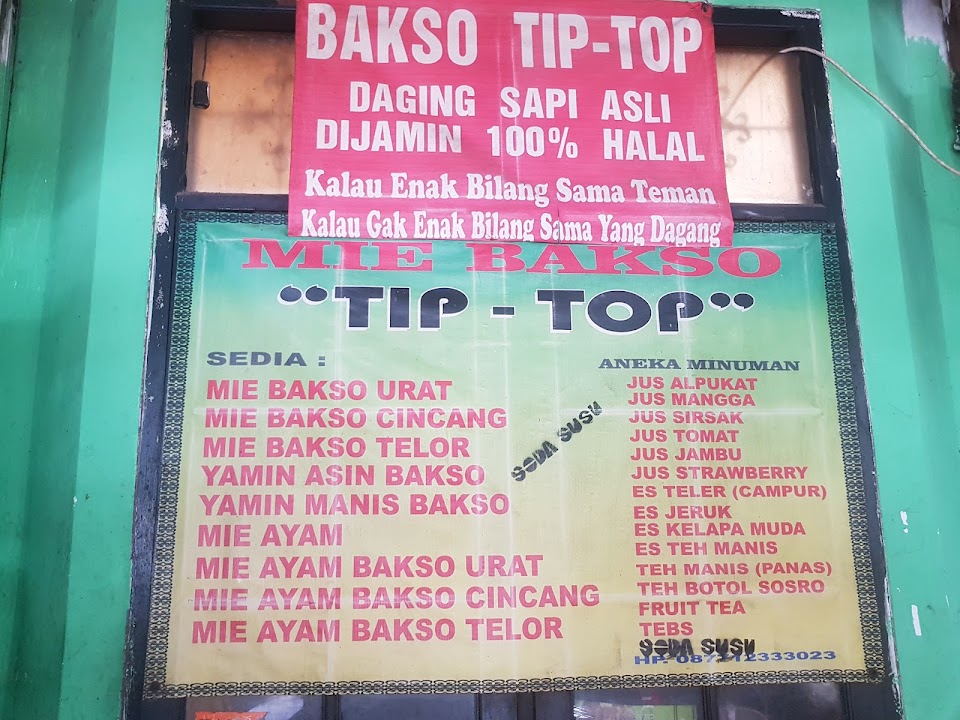 BAKSO TIP-TOP
DAGING SAPI ASLI
DIJAMIN 100% HALAL
Kalau Enak Bilang Sama Teman
Kalau Gak Enak Bilang Sama Yang Dagang
MIE BAKSO
"TIP - TOP"
SEDIA :
MIE BAKSO URAT
MIE BAKSO CINCANG
MIE BAKSO TELOR
YAMIN ASIN BAKSO
YAMIN MANIS BAKSO
MIE AYAM
MIE AYAM BAKSO URAT
MIE AYAM BAKSO CINCANG
MIE AYAM BAKSO TELOR
SODA SUSU
ANEKA MINUMAN
JUS ALPUKAT
JUS MANGGA
JUS SIRSAK
JUS TOMAT
JUS JAMBU
JUS STRAWBERRY
ES TELER (CAMPUR)
ES JERUK
ES KELAPA MUDA
ES TEH MANIS
TEH MANIS (PANAS)
TEH BOTOL SOSRO
FRUIT TEA
TEBS
SODA SUSU
HP.